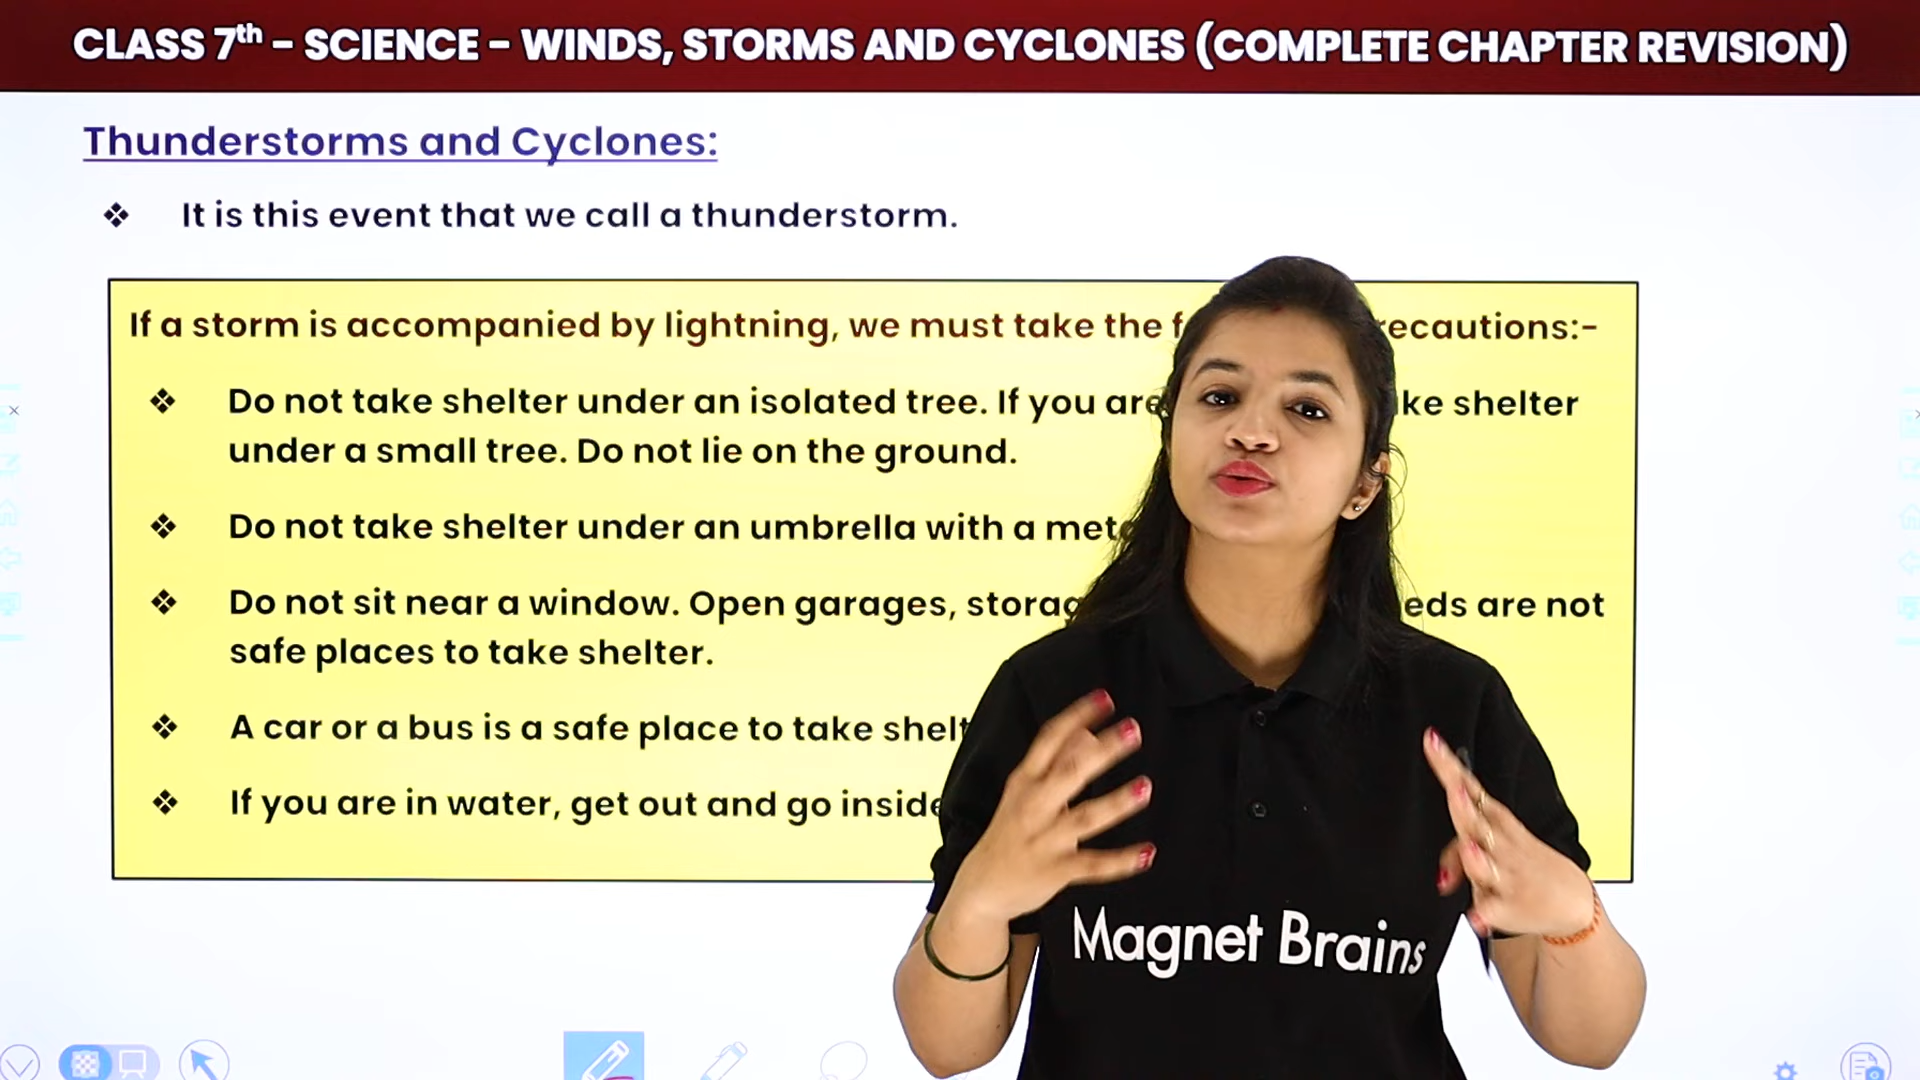 CLASS 7th – SCIENCE – WINDS, STORMS AND CYCLONES (COMPLETE CHAPTER REVISION)
Thunderstorms and Cyclones:
❖ It is this event that we call a thunderstorm.
If a storm is accompanied by lightning, we must take the recautions:-
❖ Do not take shelter under an isolated tree. If you are ke shelter
under a small tree. Do not lie on the ground.
❖ Do not take shelter under an umbrella with a
❖ Do not sit near a window. Open garages, eds are not
safe places to take shelter.
❖ A car or a bus is a safe place to take
❖ If you are in water, get out and go inside
Magnet Brains